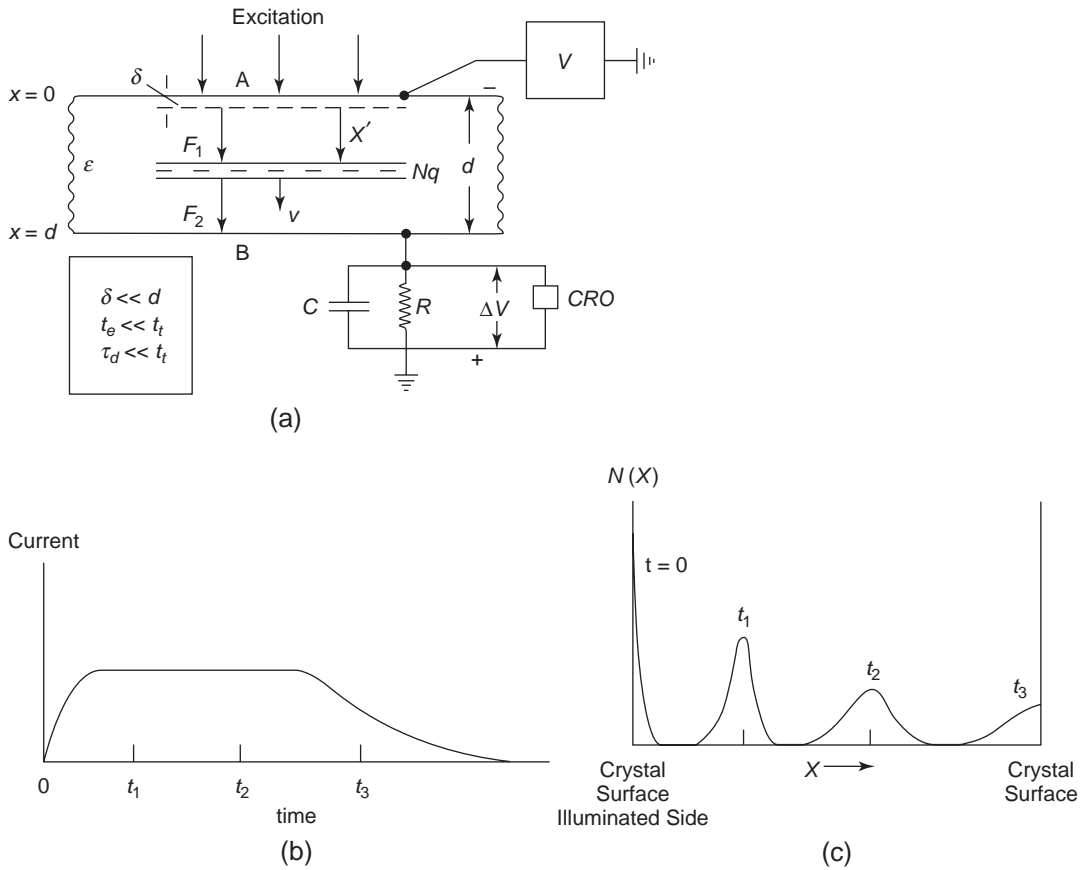 Excitation
V
δ
A
x = 0
−
F₁
X′
ε
Nq
d
F₂
v
x = d
B
δ << d
tₑ << tₜ
τ_d << tₜ
C
R
ΔV
CRO
+
(a)
N (X)
Current
t = 0
t₁
t₂
t₃
0
t₁
t₂
t₃
time
X
Crystal
Surface
Illuminated Side
Crystal
Surface
(b)
(c)